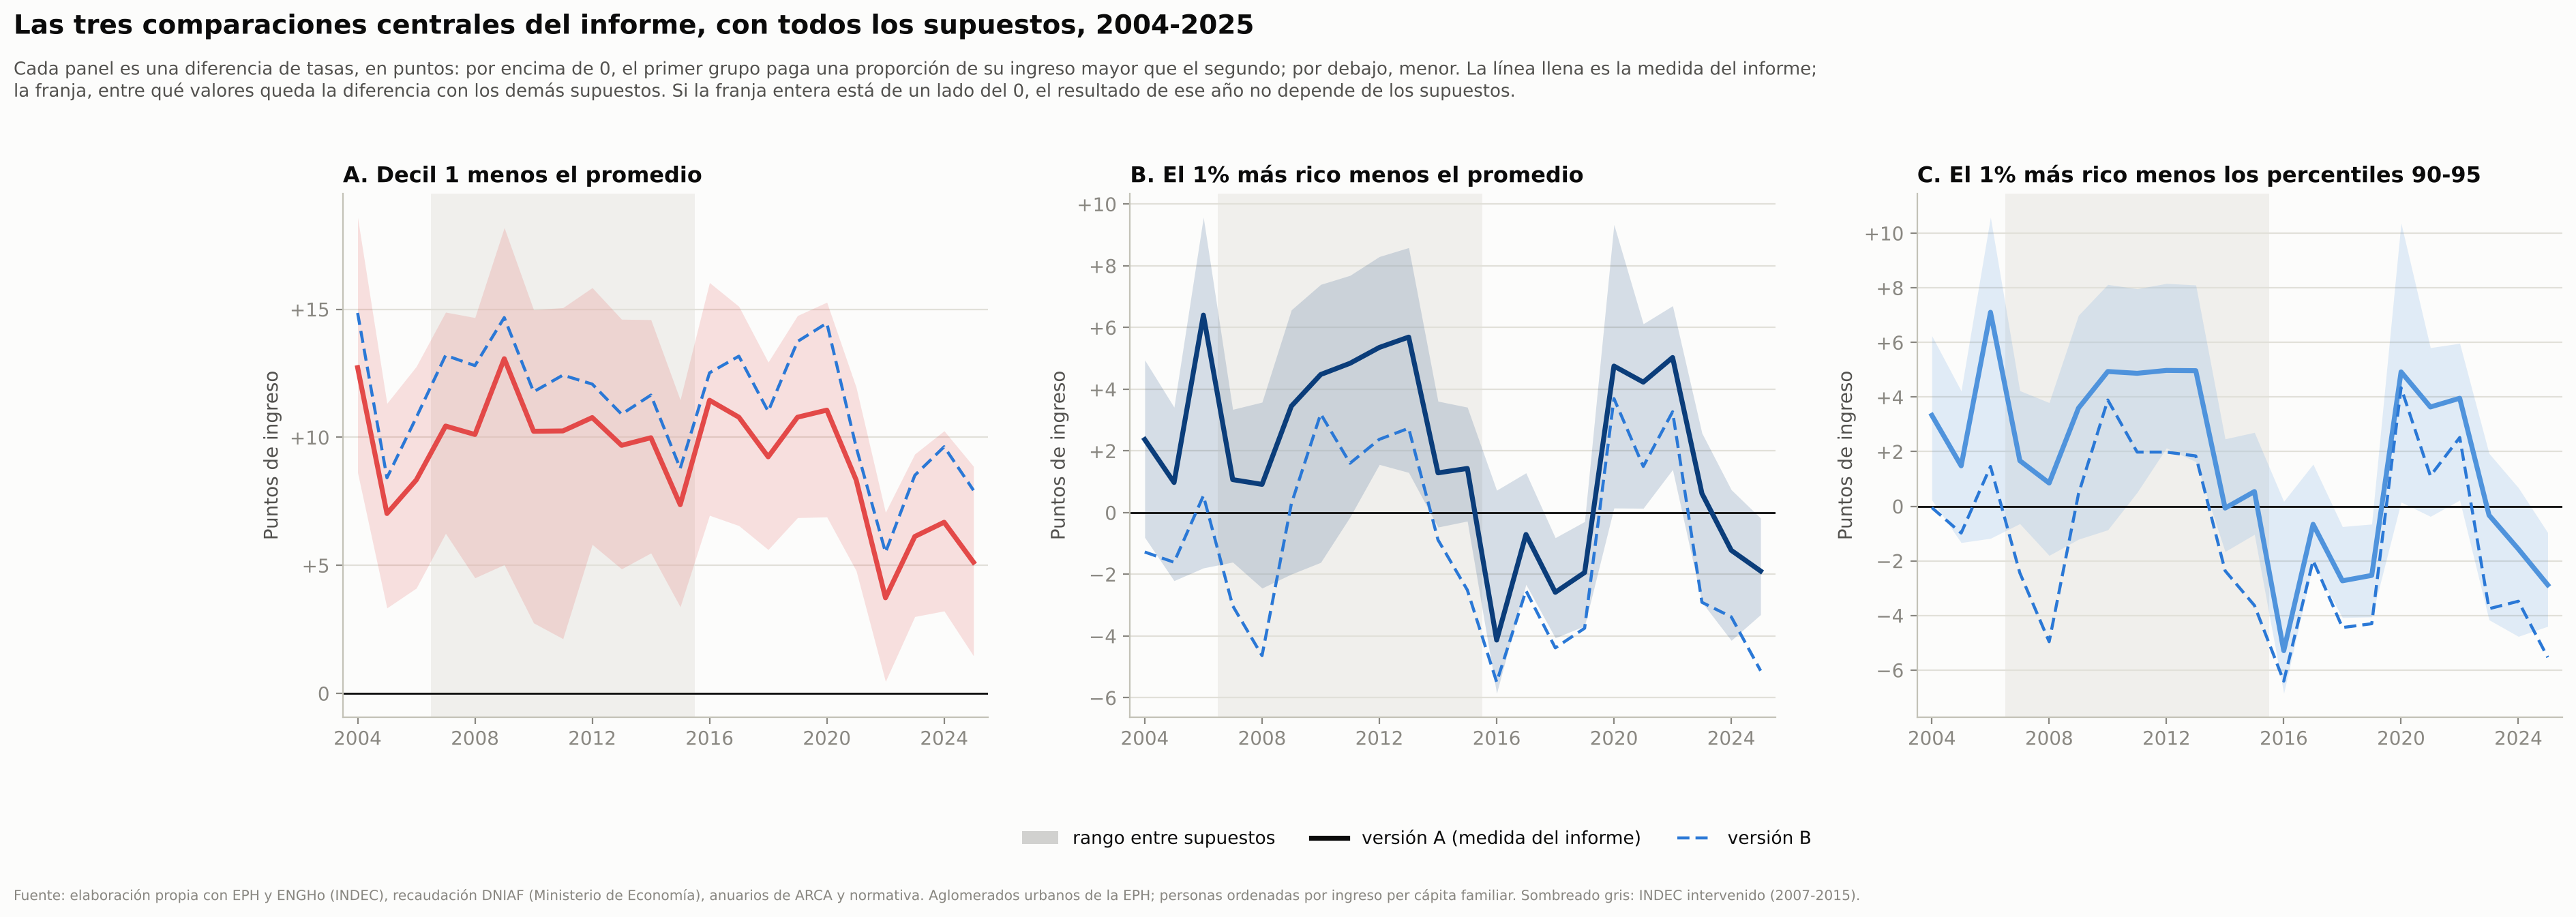 Las tres comparaciones centrales del informe, con todos los supuestos, 2004-2025
Cada panel es una diferencia de tasas, en puntos: por encima de 0, el primer grupo paga una proporción de su ingreso mayor que el segundo; por debajo, menor. La línea llena es la medida del informe;
la franja, entre qué valores queda la diferencia con los demás supuestos. Si la franja entera está de un lado del 0, el resultado de ese año no depende de los supuestos.
A. Decil 1 menos el promedio
Puntos de ingreso
+15
+10
+5
0
2004 2008 2012 2016 2020 2024
B. El 1% más rico menos el promedio
Puntos de ingreso
+10
+8
+6
+4
+2
0
−2
−4
−6
2004 2008 2012 2016 2020 2024
C. El 1% más rico menos los percentiles 90-95
Puntos de ingreso
+10
+8
+6
+4
+2
0
−2
−4
−6
2004 2008 2012 2016 2020 2024
rango entre supuestos versión A (medida del informe) versión B
Fuente: elaboración propia con EPH y ENGHo (INDEC), recaudación DNIAF (Ministerio de Economía), anuarios de ARCA y normativa. Aglomerados urbanos de la EPH; personas ordenadas por ingreso per cápita familiar. Sombreado gris: INDEC intervenido (2007-2015).